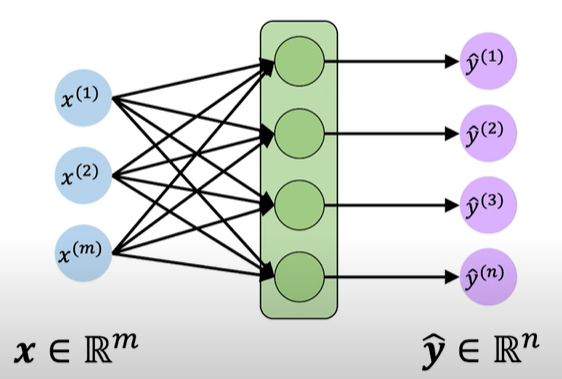 x^(1)
x^(2)
x^(m)
ŷ^(1)
ŷ^(2)
ŷ^(3)
ŷ^(n)
x ∈ ℝ^m
ŷ ∈ ℝ^n